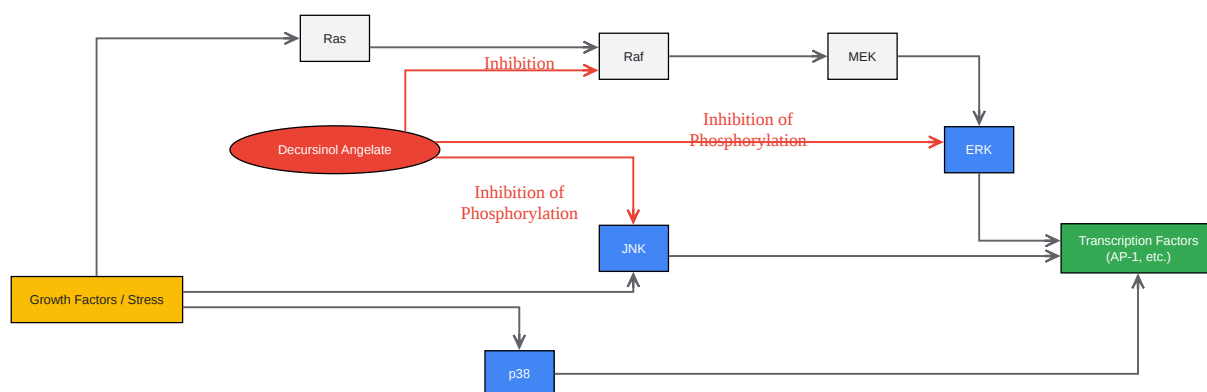 Ras
Raf
MEK
Inhibition
Inhibition of
Phosphorylation
Decursinol Angelate
ERK
Inhibition of
Phosphorylation
JNK
Transcription Factors
(AP-1, etc.)
Growth Factors / Stress
p38